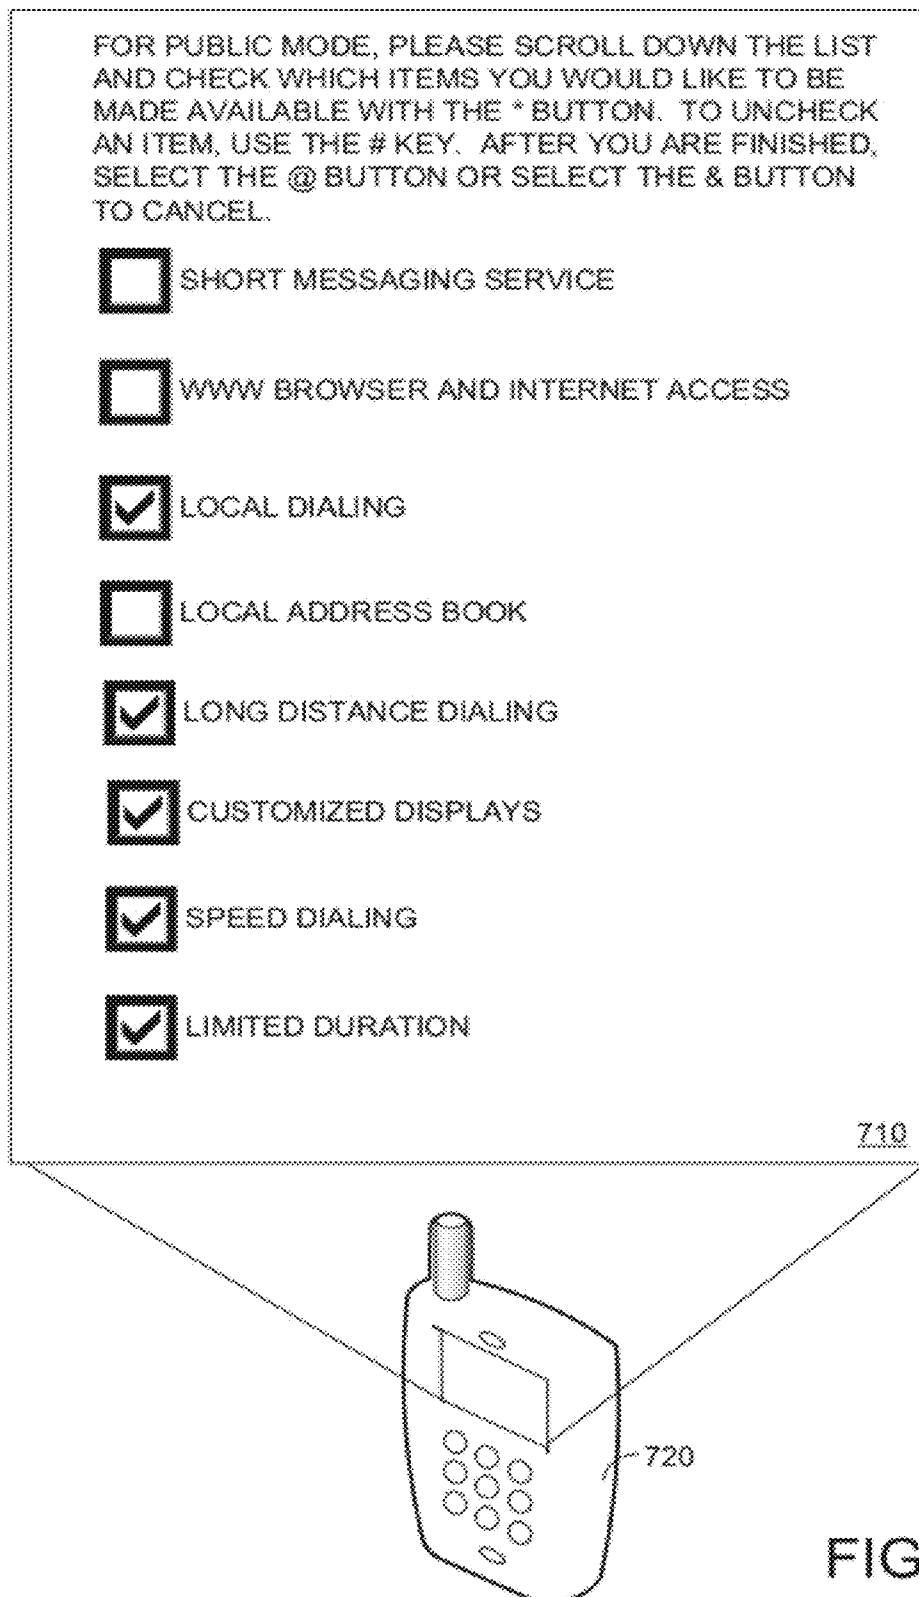 FOR PUBLIC MODE, PLEASE SCROLL DOWN THE LIST
AND CHECK WHICH ITEMS YOU WOULD LIKE TO BE
MADE AVAILABLE WITH THE * BUTTON. TO UNCHECK
AN ITEM, USE THE # KEY. AFTER YOU ARE FINISHED,
SELECT THE @ BUTTON OR SELECT THE & BUTTON
TO CANCEL.
SHORT MESSAGING SERVICE
WWW BROWSER AND INTERNET ACCESS
LOCAL DIALING
LOCAL ADDRESS BOOK
LONG DISTANCE DIALING
CUSTOMIZED DISPLAYS
SPEED DIALING
LIMITED DURATION
710
720
FIG